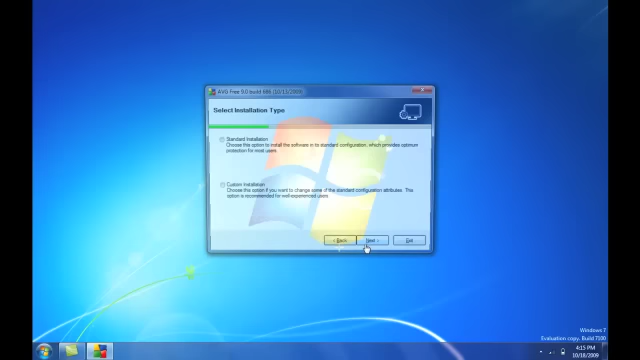 AVG Free 9.0 build 686 (10/13/2009)
Select Installation Type
Standard Installation
Choose this option to install the software in its standard configuration, which provides optimum
protection for most users.
Custom Installation
Choose this option if you want to change some of the standard configuration attributes. This
option is recommended for well-experienced users
< Back
Next >
Exit
Windows 7
Evaluation copy. Build 7100
4:15 PM
10/18/2009